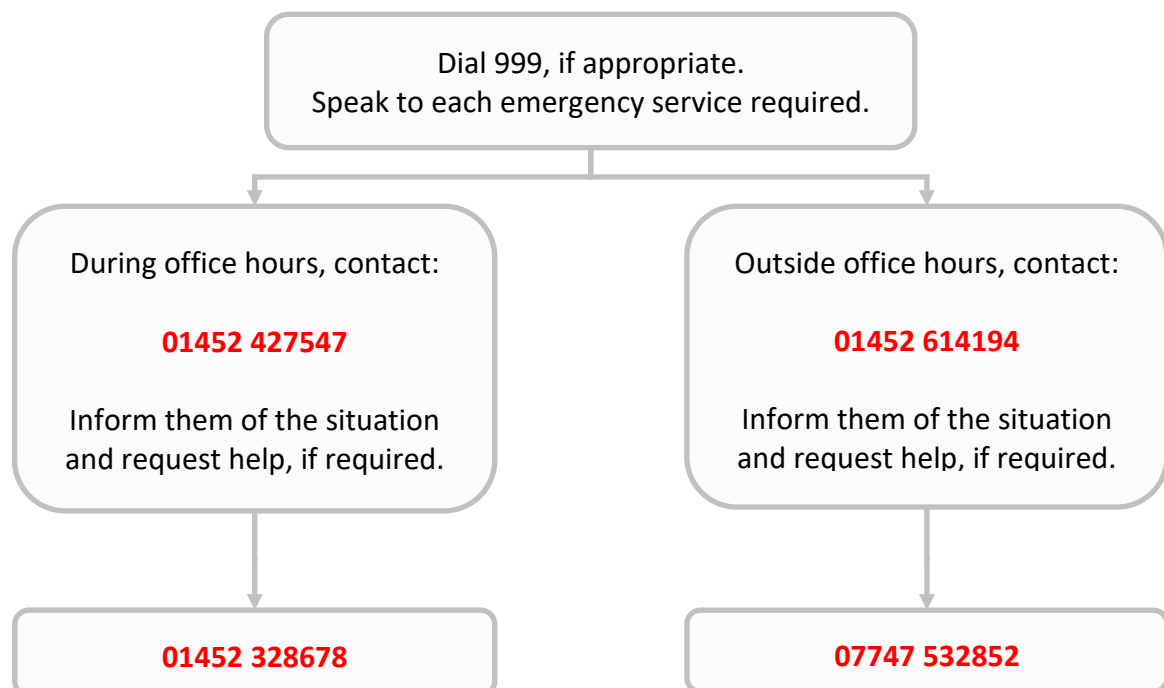 Dial 999, if appropriate.
Speak to each emergency service required.
During office hours, contact:
01452 427547
Inform them of the situation
and request help, if required.
Outside office hours, contact:
01452 614194
Inform them of the situation
and request help, if required.
01452 328678
07747 532852